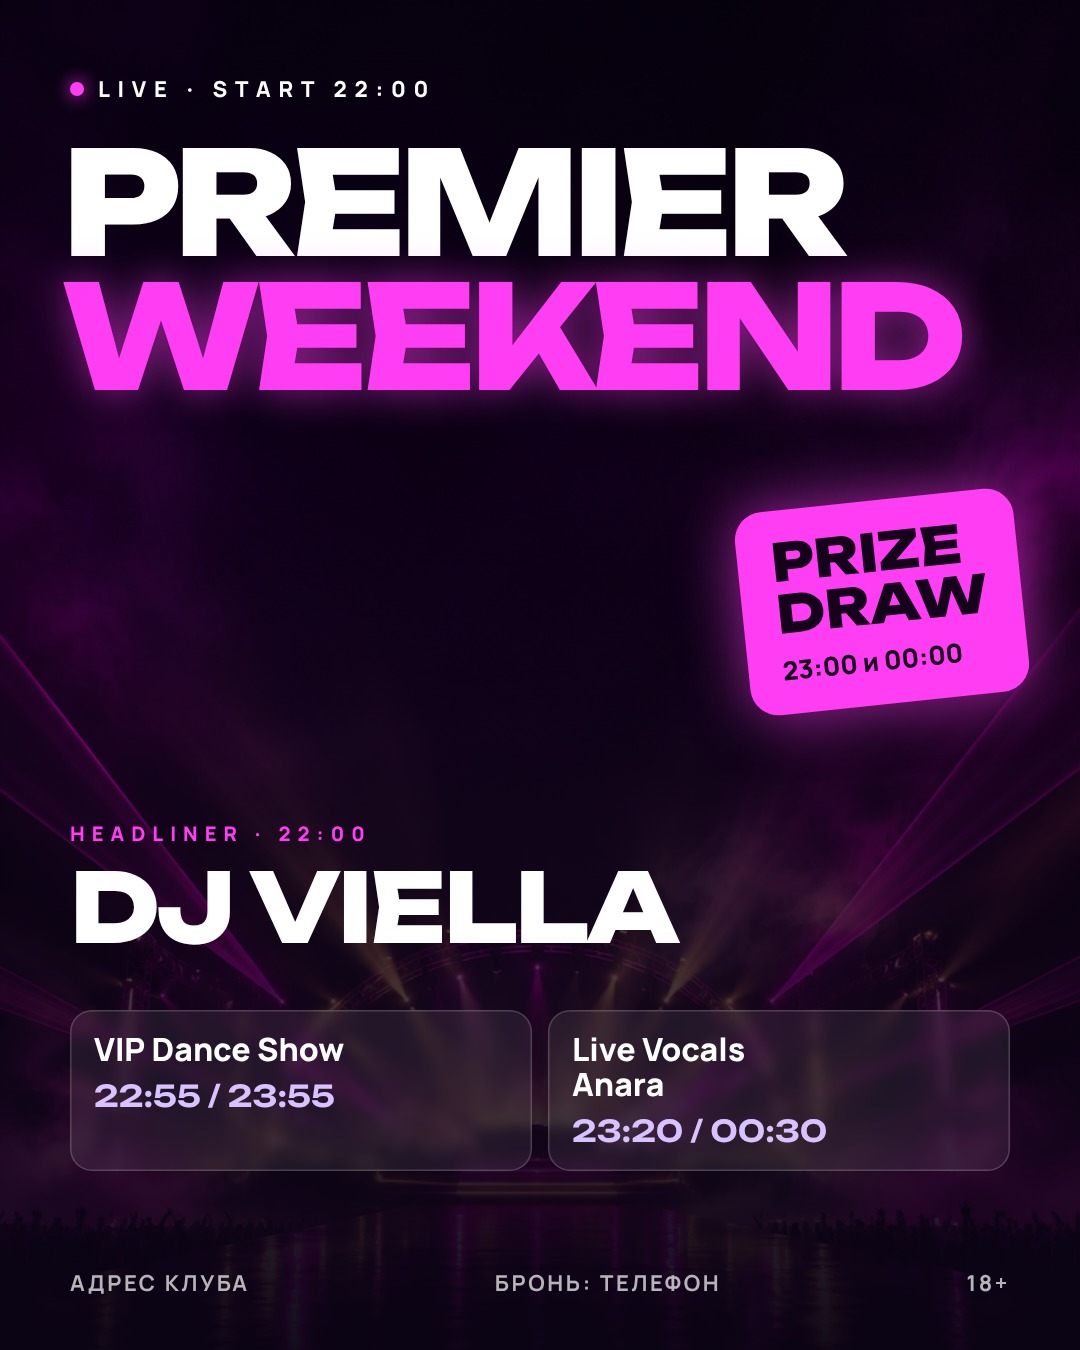 LIVE · START 22:00
PREMIER
WEEKEND
PRIZE
DRAW
23:00 и 00:00
HEADLINER · 22:00
DJ VIELLA
VIP Dance Show
22:55 / 23:55
Live Vocals
Anara
23:20 / 00:30
АДРЕС КЛУБА
БРОНЬ: ТЕЛЕФОН
18+